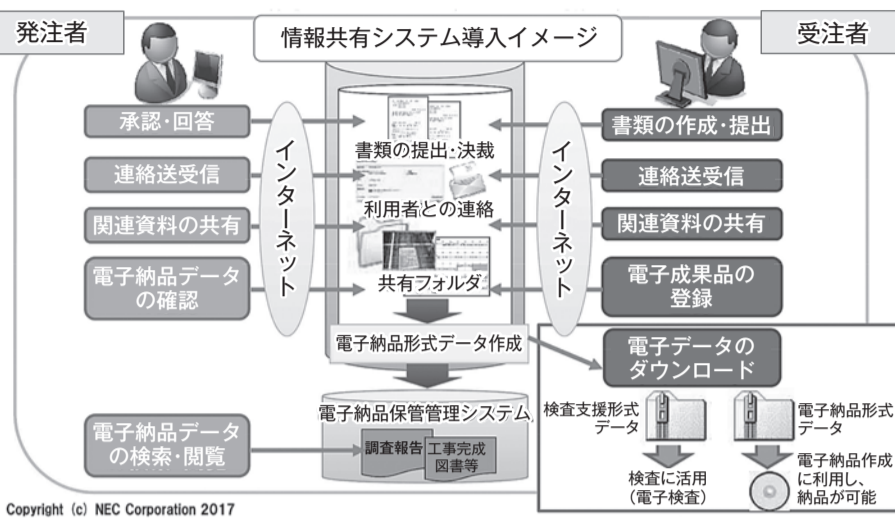 発注者
情報共有システム導入イメージ
受注者
承認・回答
連絡送受信
関連資料の共有
電子納品データ
の確認
インターネット
書類の提出・決裁
利用者との連絡
共有フォルダ
インターネット
書類の作成・提出
連絡送受信
関連資料の共有
電子成果品の
登録
電子納品形式データ作成
電子データの
ダウンロード
検査支援形式
データ
電子納品形式
データ
検査に活用
（電子検査）
電子納品作成
に利用し、
納品が可能
電子納品保管管理システム
調査報告
工事完成
図書等
電子納品データ
の検索・閲覧
Copyright (c) NEC Corporation 2017